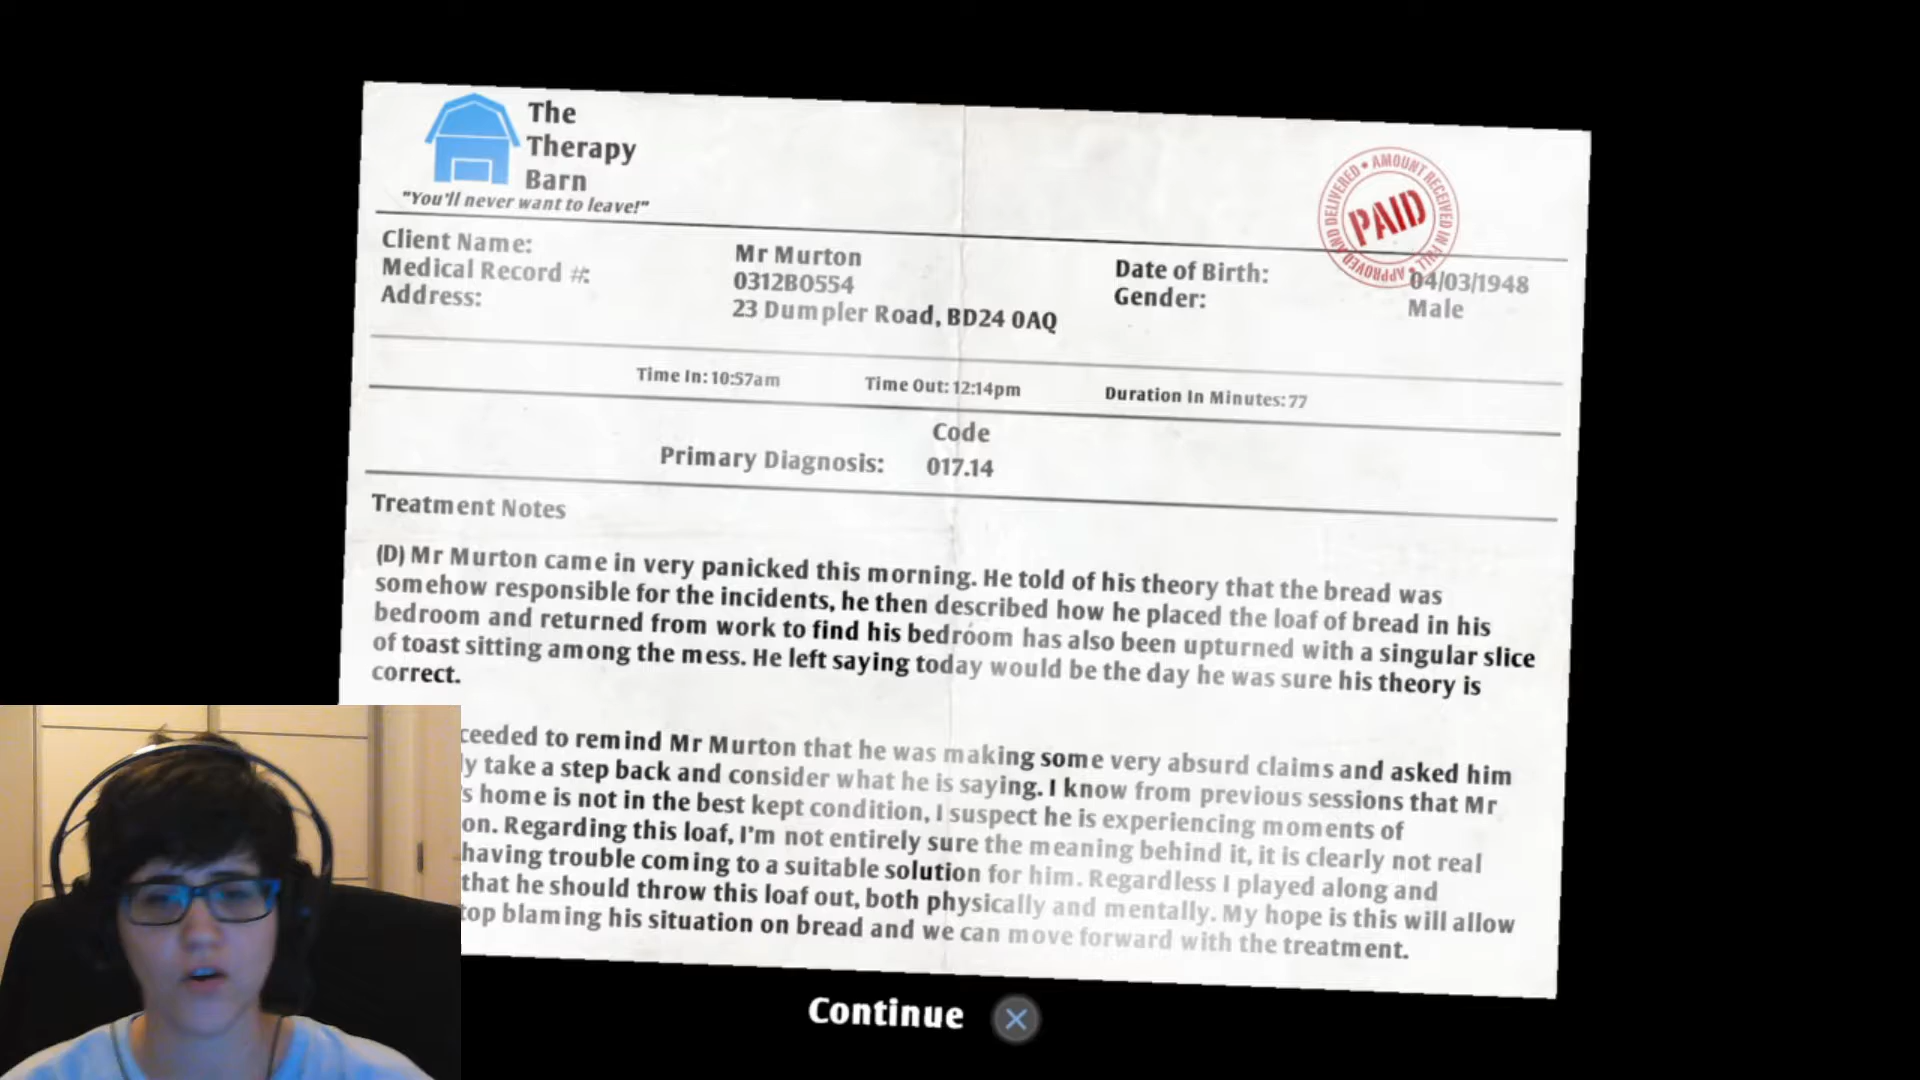 The
Therapy
Barn
"You'll never want to leave!"
AMOUNT RECEIVED IN FULL • APPROVED AND DELIVERED •
PAID
Client Name: Mr Murton Date of Birth: 04/03/1948
Medical Record #: 0312BO554 Gender: Male
Address: 23 Dumpler Road, BD24 0AQ
Time In: 10:57am Time Out: 12:14pm Duration In Minutes: 77
Code
Primary Diagnosis: 017.14
Treatment Notes
(D) Mr Murton came in very panicked this morning. He told of his theory that the bread was
somehow responsible for the incidents, he then described how he placed the loaf of bread in his
bedroom and returned from work to find his bedroom has also been upturned with a singular slice
of toast sitting among the mess. He left saying today would be the day he was sure his theory is
correct.
ceeded to remind Mr Murton that he was making some very absurd claims and asked him
ly take a step back and consider what he is saying. I know from previous sessions that Mr
's home is not in the best kept condition, I suspect he is experiencing moments of
on. Regarding this loaf, I'm not entirely sure the meaning behind it, it is clearly not real
having trouble coming to a suitable solution for him. Regardless I played along and
that he should throw this loaf out, both physically and mentally. My hope is this will allow
top blaming his situation on bread and we can move forward with the treatment.
Continue